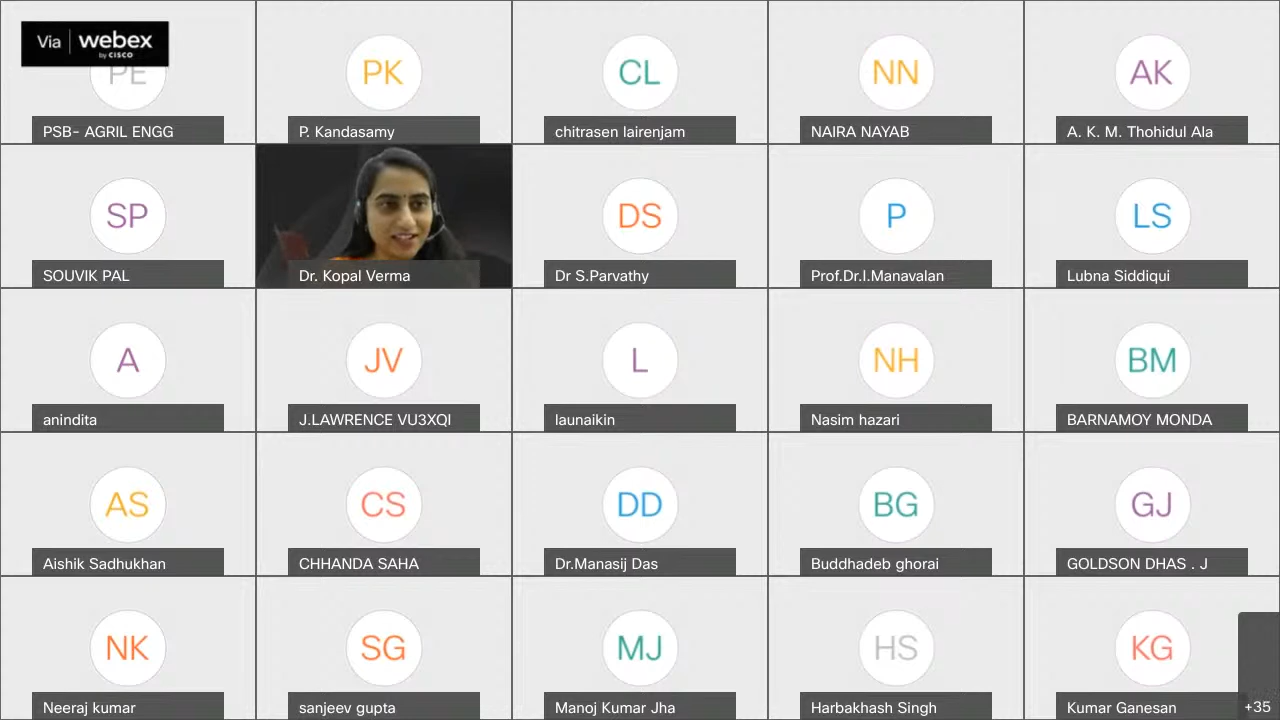 Via webex
by CISCO
PE
PK
CL
NN
AK
PSB- AGRIL ENGG
P. Kandasamy
chitrasen lairenjam
NAIRA NAYAB
A. K. M. Thohidul Ala
SP
DS
P
LS
SOUVIK PAL
Dr. Kopal Verma
Dr S.Parvathy
Prof.Dr.I.Manavalan
Lubna Siddiqui
A
JV
L
NH
BM
anindita
J.LAWRENCE VU3XQI
launaikin
Nasim hazari
BARNAMOY MONDA
AS
CS
DD
BG
GJ
Aishik Sadhukhan
CHHANDA SAHA
Dr.Manasij Das
Buddhadeb ghorai
GOLDSON DHAS . J
NK
SG
MJ
HS
KG
Neeraj kumar
sanjeev gupta
Manoj Kumar Jha
Harbakhash Singh
Kumar Ganesan
+35